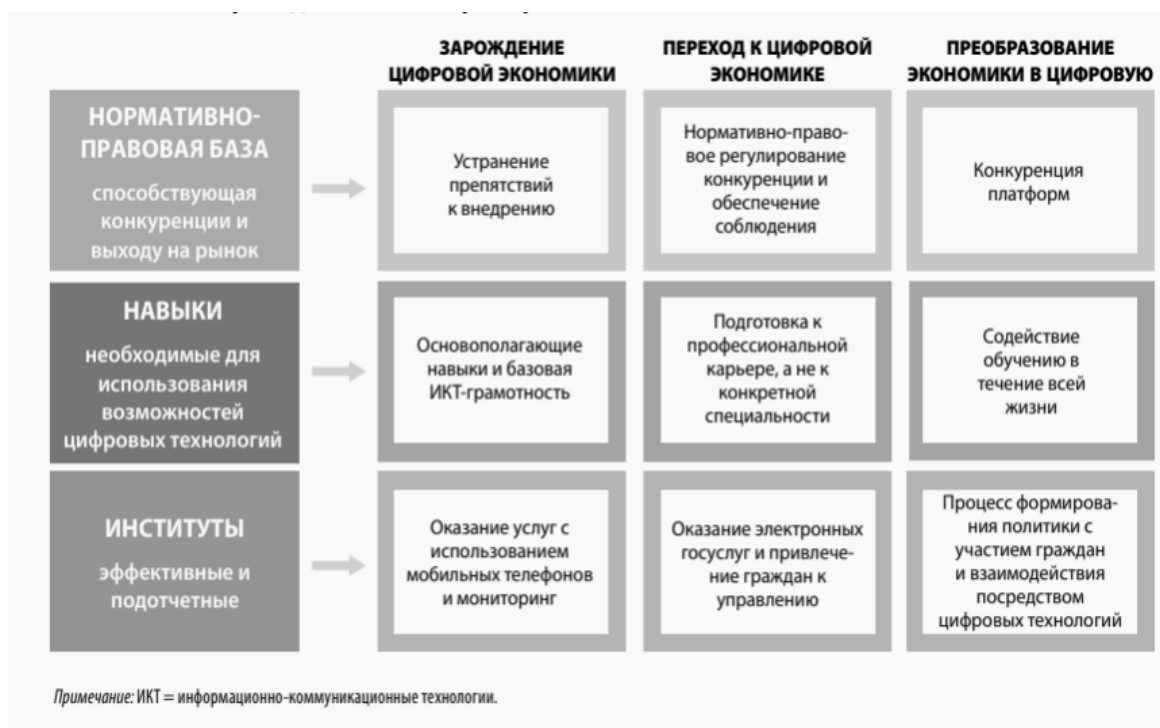 ЗАРОЖДЕНИЕ
ЦИФРОВОЙ ЭКОНОМИКИ
ПЕРЕХОД К ЦИФРОВОЙ
ЭКОНОМИКЕ
ПРЕОБРАЗОВАНИЕ
ЭКОНОМИКИ В ЦИФРОВУЮ
НОРМАТИВНО-
ПРАВОВАЯ БАЗА
способствующая
конкуренции и
выходу на рынок
Устранение
препятствий
к внедрению
Нормативно-право-
вое регулирование
конкуренции и
обеспечение
соблюдения
Конкуренция
платформ
НАВЫКИ
необходимые для
использования
возможностей
цифровых технологий
Основополагающие
навыки и базовая
ИКТ-грамотность
Подготовка к
профессиональной
карьере, а не к
конкретной
специальности
Содействие
обучению в
течение всей
жизни
ИНСТИТУТЫ
эффективные и
подотчетные
Оказание услуг с
использованием
мобильных телефонов
и мониторинг
Оказание электронных
госуслуг и привлече-
ние граждан к
управлению
Процесс формирова-
ния политики с
участием граждан
и взаимодействия
посредством
цифровых технологий
Примечание: ИКТ = информационно-коммуникационные технологии.